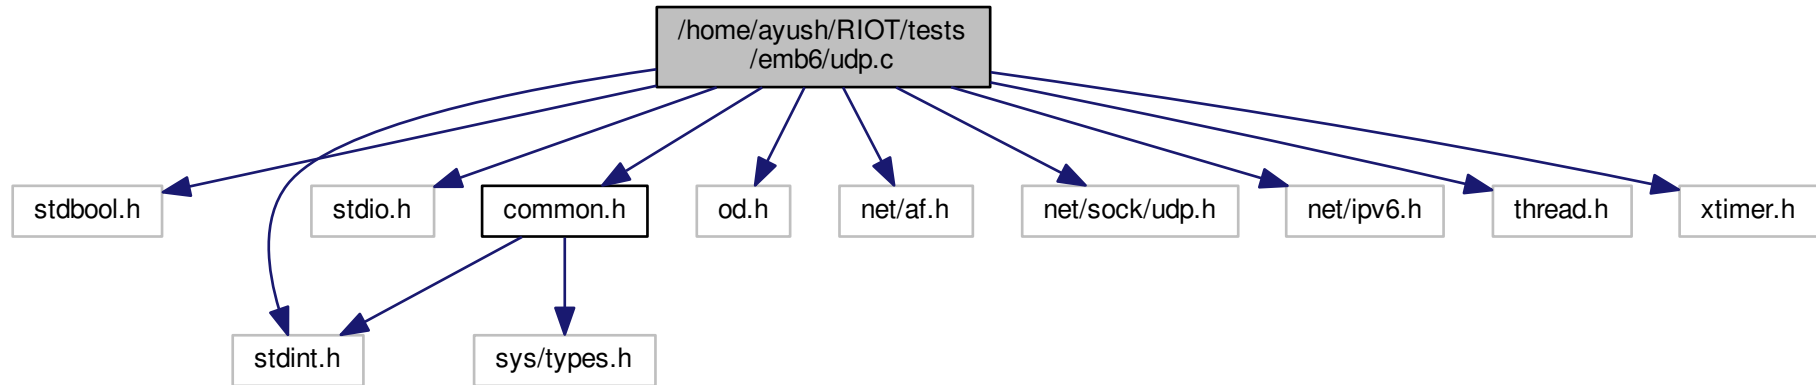 /home/ayush/RIOT/tests
/emb6/udp.c
stdbool.h
stdio.h
common.h
od.h
net/af.h
net/sock/udp.h
net/ipv6.h
thread.h
xtimer.h
stdint.h
sys/types.h